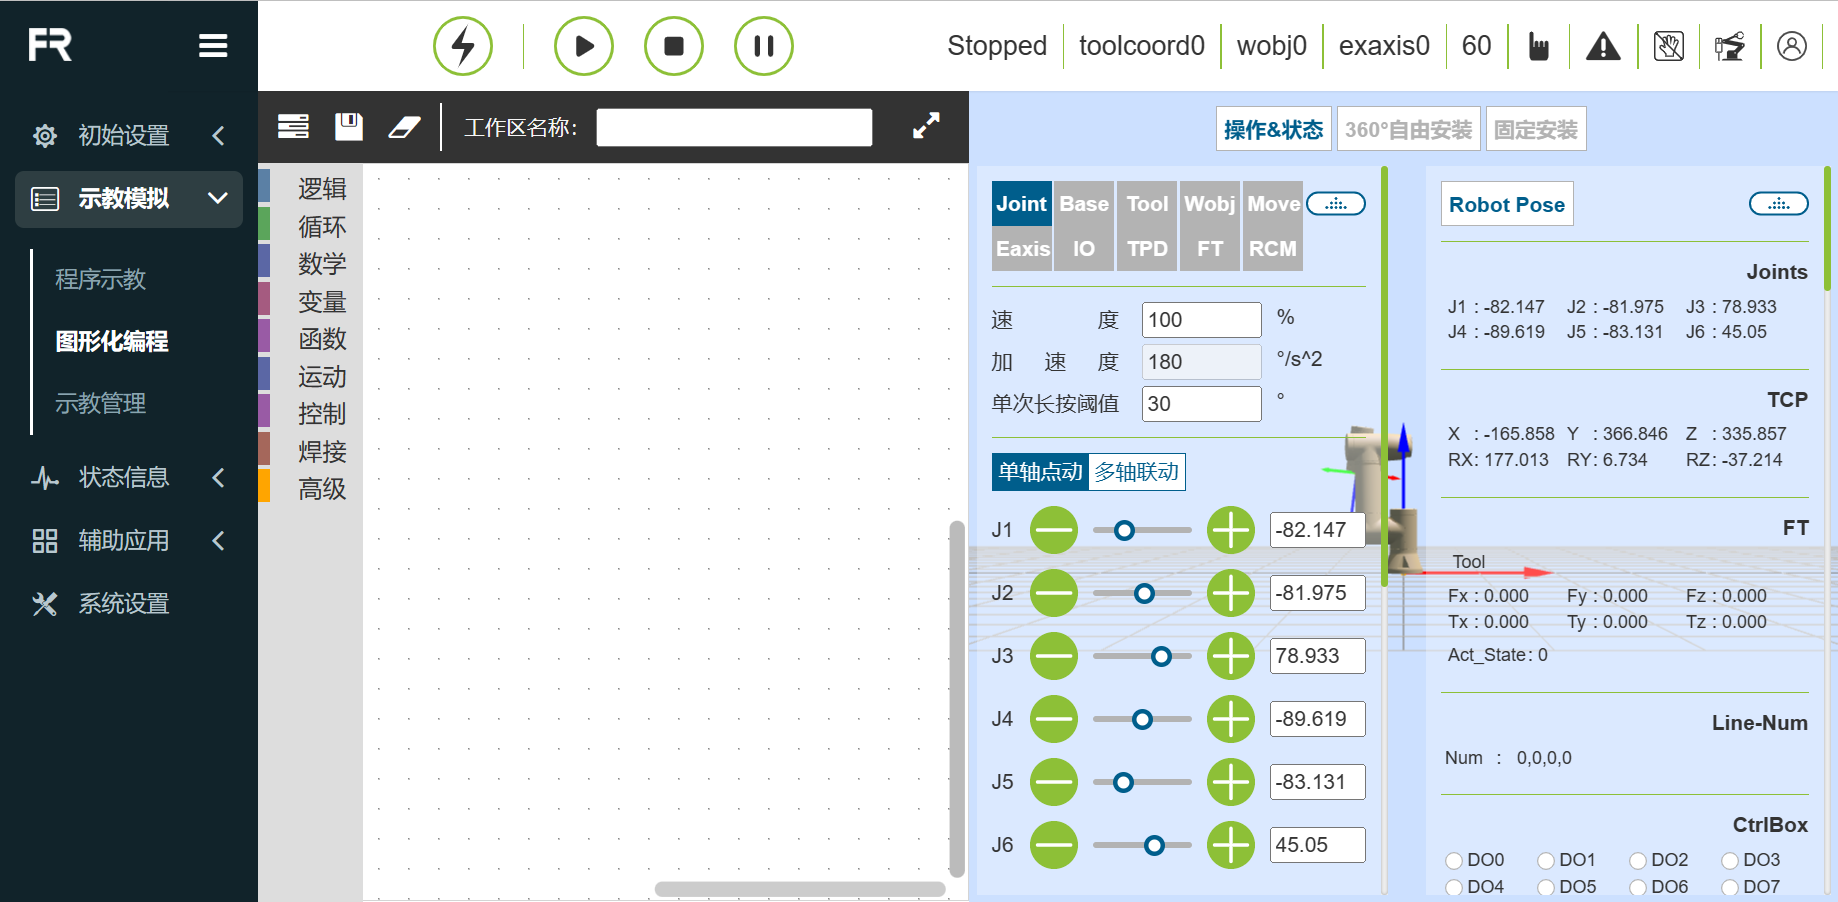 FR
Stopped toolcoord0 wobj0 exaxis0 60
初始设置
示教模拟
程序示教
图形化编程
示教管理
状态信息
辅助应用
系统设置
工作区名称：
逻辑
循环
数学
变量
函数
运动
控制
焊接
高级
操作&状态 360°自由安装 固定安装
Joint Base Tool Wobj Move
Eaxis IO TPD FT RCM
速度 100 %
加速度 180 °/s^2
单次长按阈值 30 °
单轴点动 多轴联动
J1 -82.147
J2 -81.975
J3 78.933
J4 -89.619
J5 -83.131
J6 45.05
Robot Pose
Joints
J1 : -82.147 J2 : -81.975 J3 : 78.933
J4 : -89.619 J5 : -83.131 J6 : 45.05
TCP
X : -165.858 Y : 366.846 Z : 335.857
RX: 177.013 RY: 6.734 RZ: -37.214
FT
Tool
Fx : 0.000 Fy : 0.000 Fz : 0.000
Tx : 0.000 Ty : 0.000 Tz : 0.000
Act_State: 0
Line-Num
Num : 0,0,0,0
CtrlBox
DO0 DO1 DO2 DO3
DO4 DO5 DO6 DO7